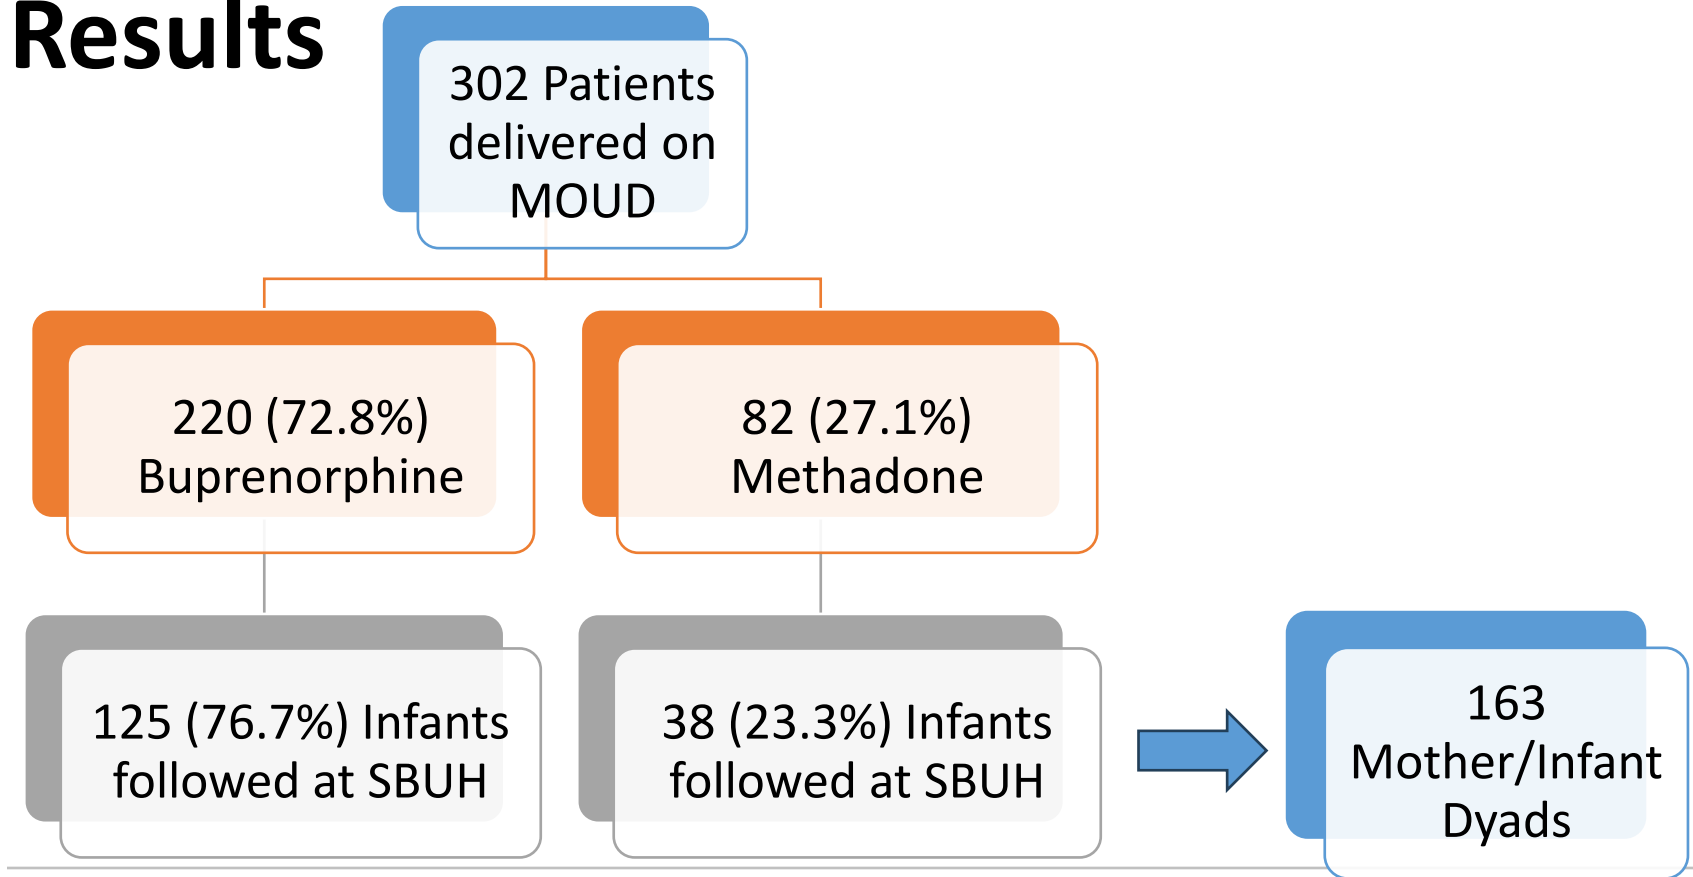 Results
302 Patients
delivered on
MOUD
220 (72.8%)
Buprenorphine
82 (27.1%)
Methadone
125 (76.7%) Infants
followed at SBUH
38 (23.3%) Infants
followed at SBUH
163
Mother/Infant
Dyads